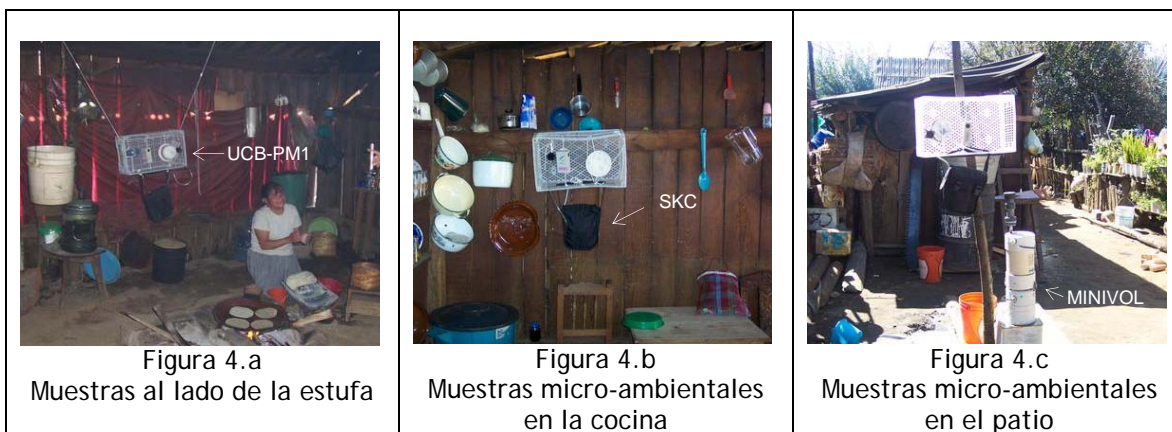 UCB-PM1
Figura 4.a
Muestras al lado de la estufa
SKC
Figura 4.b
Muestras micro-ambientales
en la cocina
MINIVOL
Figura 4.c
Muestras micro-ambientales
en el patio